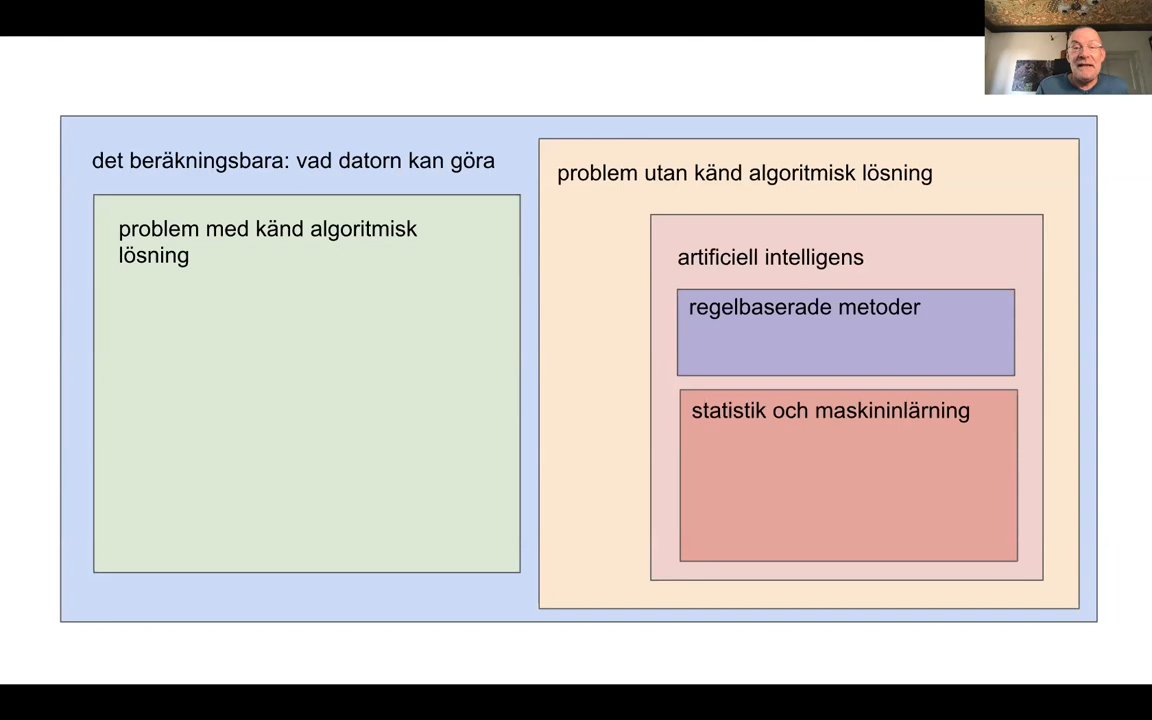 det beräkningsbara: vad datorn kan göra
problem med känd algoritmisk
lösning
problem utan känd algoritmisk lösning
artificiell intelligens
regelbaserade metoder
statistik och maskininlärning